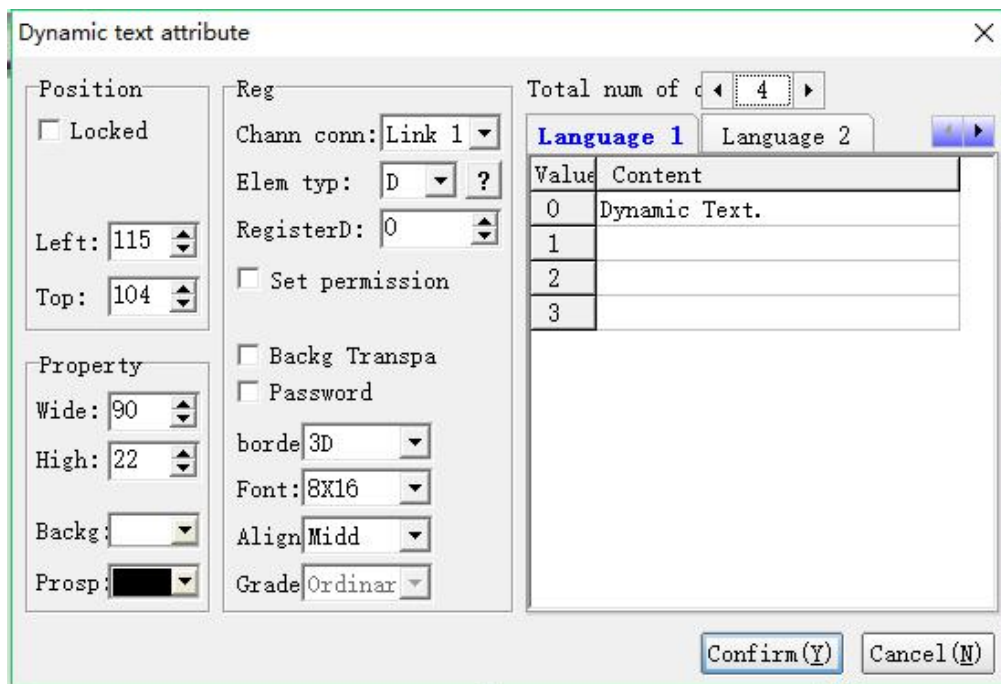 Dynamic text attribute
Position
Locked
Left: 115
Top: 104
Property
Wide: 90
High: 22
Backg:
Prosp:
Reg
Chann conn: Link 1
Elem typ: D ?
RegisterD: 0
Set permission
Backg Transpa
Password
borde 3D
Font: 8X16
Align Midd
Grade Ordinar
Total num of 4
Language 1 Language 2
Value Content
0 Dynamic Text.
1
2
3
Confirm(Y) Cancel(N)